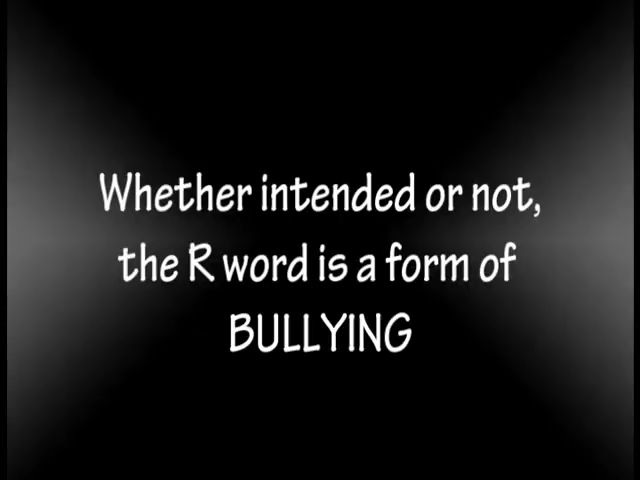 Whether intended or not,
the R word is a form of
BULLYING